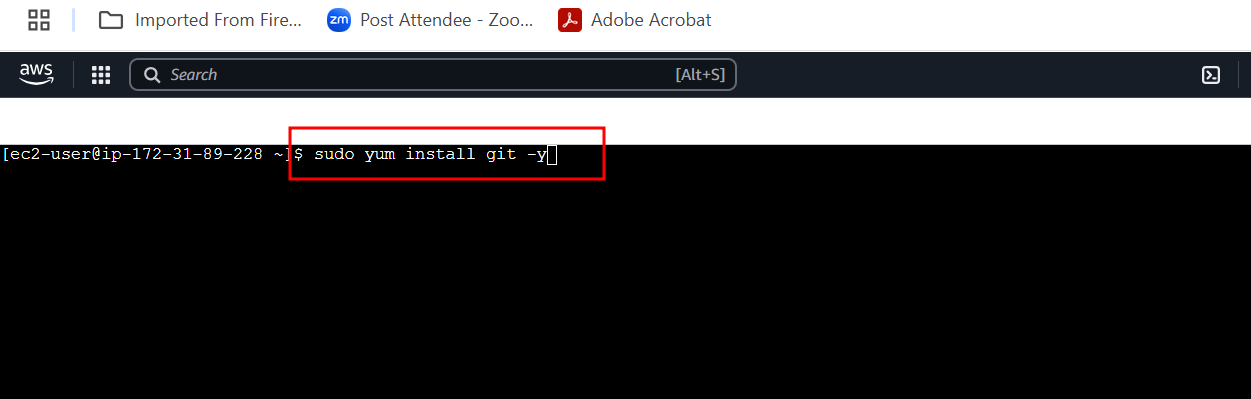 Imported From Fire... zm Post Attendee - Zoo... Adobe Acrobat
aws Search [Alt+S]
[ec2-user@ip-172-31-89-228 ~]$ sudo yum install git -y